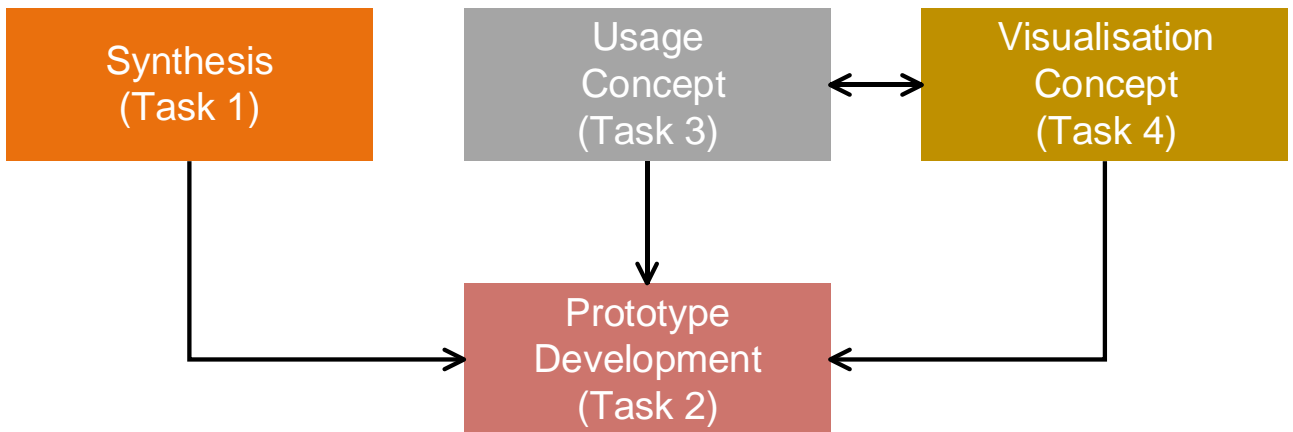 Synthesis
(Task 1)
Usage
Concept
(Task 3)
Visualisation
Concept
(Task 4)
Prototype
Development
(Task 2)